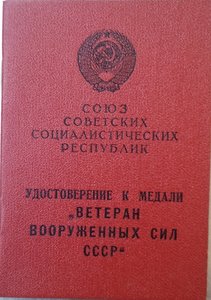 СОЮЗ
СОВЕТСКИХ
СОЦИАЛИСТИЧЕСКИХ
РЕСПУБЛИК
УДОСТОВЕРЕНИЕ К МЕДАЛИ
„ВЕТЕРАН
ВООРУЖЕННЫХ СИЛ
СССР“